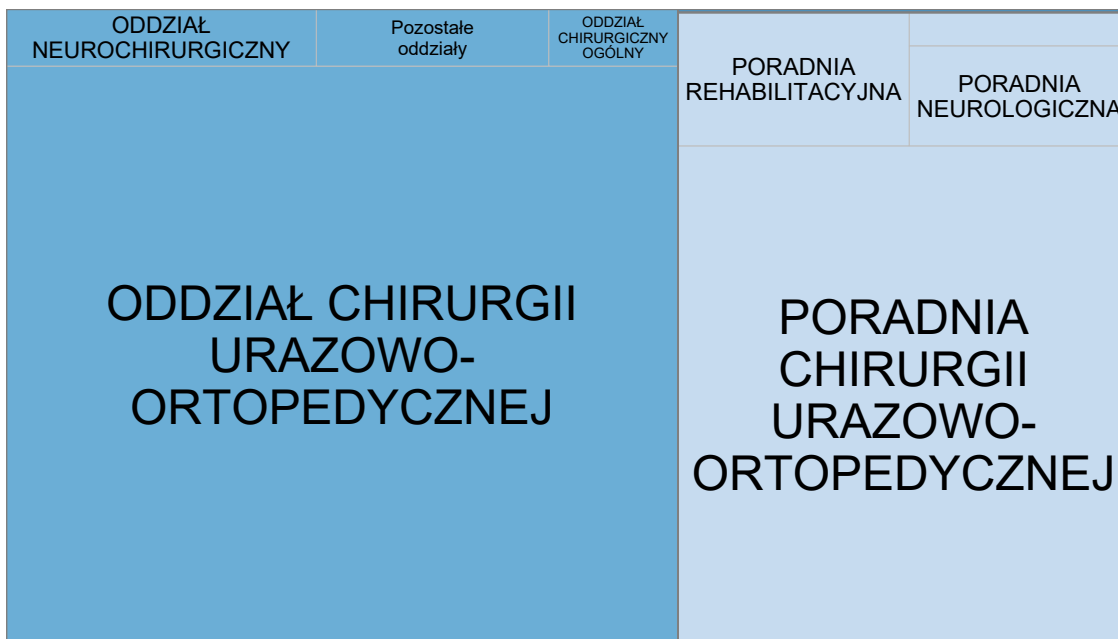 ODDZIAŁ
NEUROCHIRURGICZNY
Pozostałe
oddziały
ODDZIAŁ
CHIRURGICZNY
OGÓLNY
PORADNIA
REHABILITACYJNA
PORADNIA
NEUROLOGICZNA
ODDZIAŁ CHIRURGII
URAZOWO-
ORTOPEDYCZNEJ
PORADNIA
CHIRURGII
URAZOWO-
ORTOPEDYCZNEJ